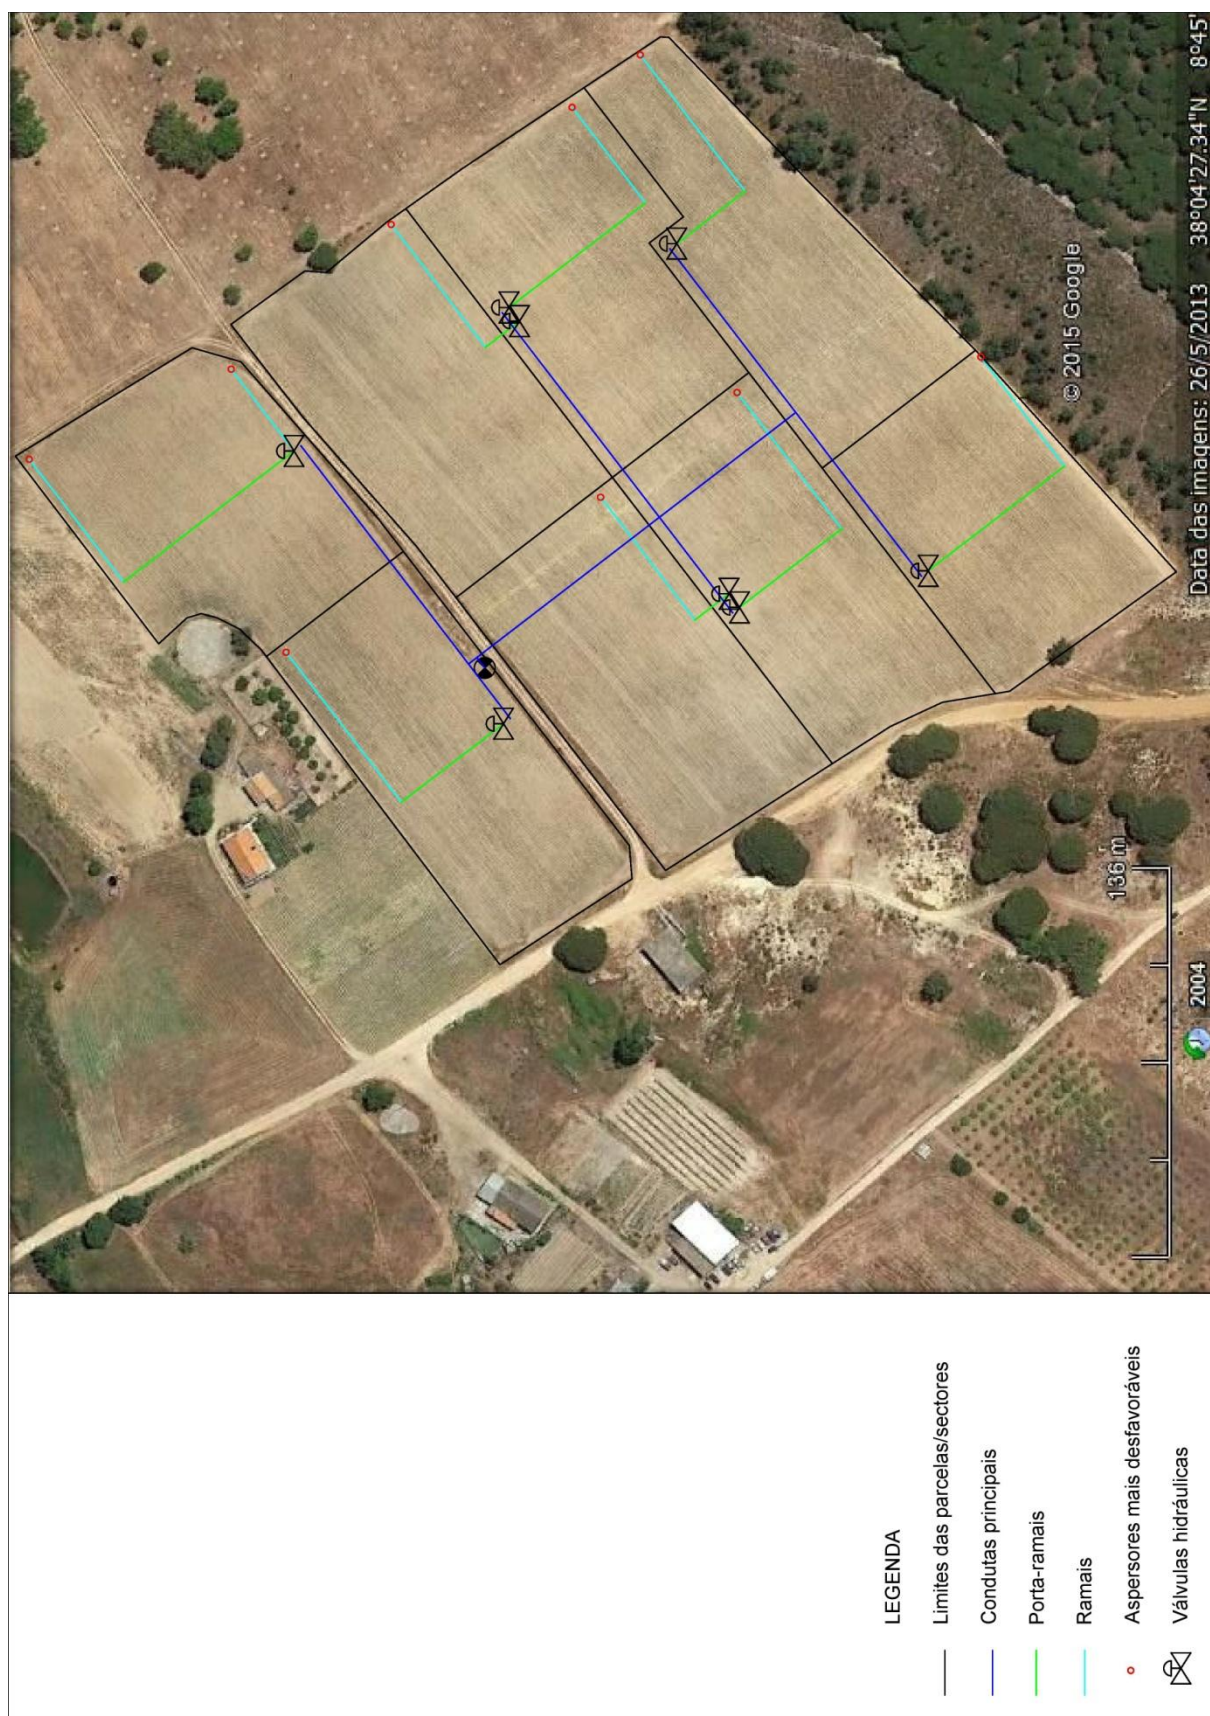 © 2015 Google
Data das imagens: 26/5/2013 38°04'27.34"N 8°45'
136 m
2004
LEGENDA
Limites das parcelas/sectores
Condutas principais
Porta-ramais
Ramais
Aspersores mais desfavoráveis
Válvulas hidráulicas